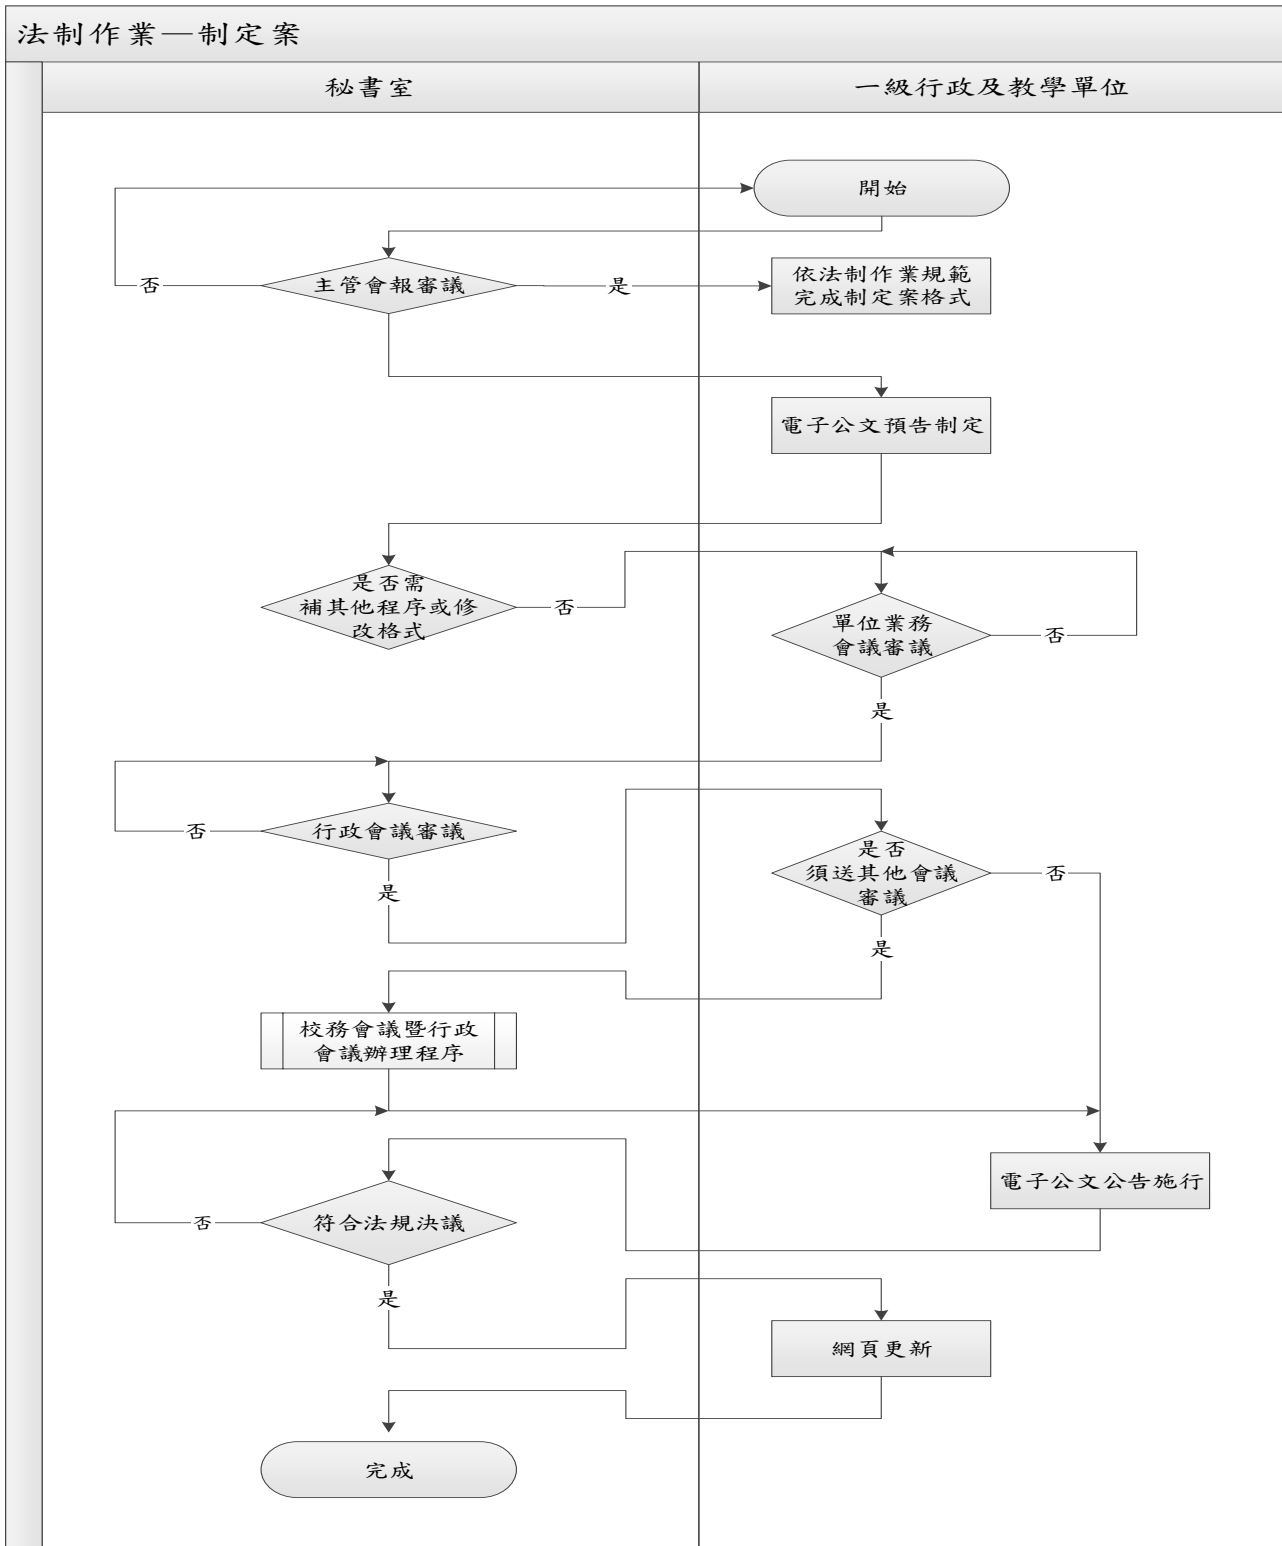 法制作業—制定案
秘書室
一級行政及教學單位
開始
主管會報審議
否
是
依法制作業規範
完成制定案格式
電子公文預告制定
是否需
補其他程序或修
改格式
否
單位業務
會議審議
否
是
行政會議審議
否
是
是否
須送其他會議
審議
否
是
校務會議暨行政
會議辦理程序
電子公文公告施行
符合法規決議
否
是
網頁更新
完成